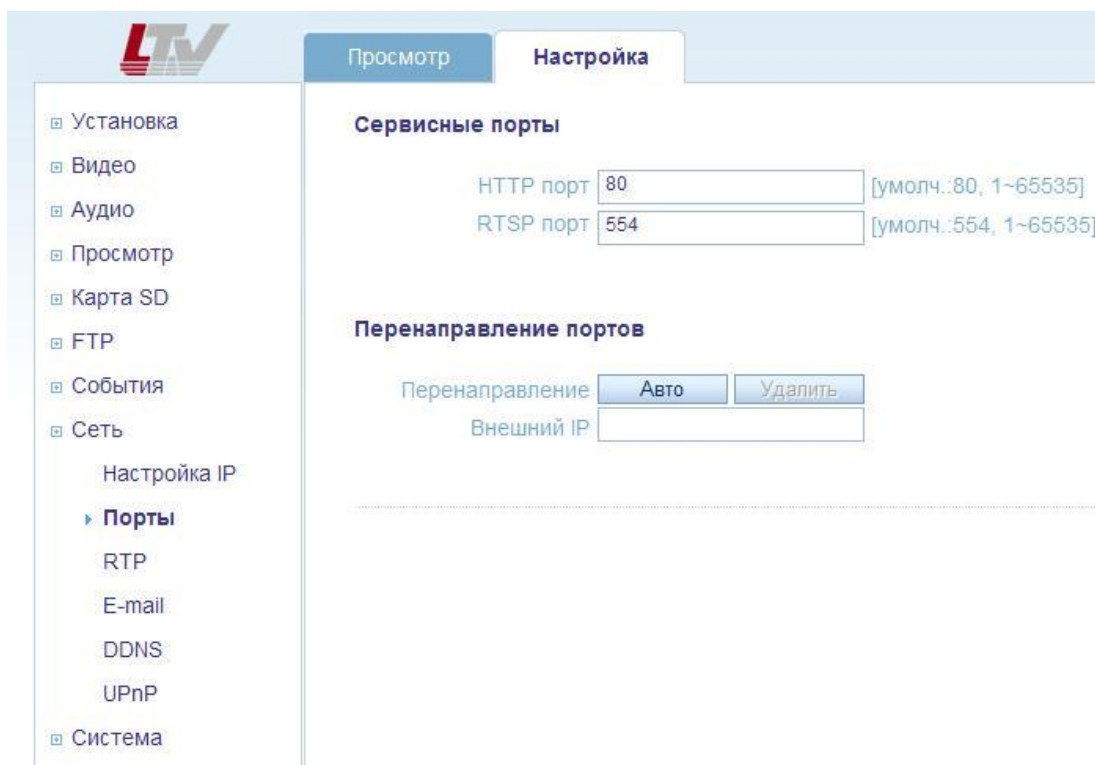 LTV
Просмотр
Настройка
Установка
Видео
Аудио
Просмотр
Карта SD
FTP
События
Сеть
Настройка IP
Порты
RTP
E-mail
DDNS
UPnP
Система
Сервисные порты
HTTP порт 80 [умолч.:80, 1~65535]
RTSP порт 554 [умолч.:554, 1~65535]
Перенаправление портов
Перенаправление Авто Удалить
Внешний IP